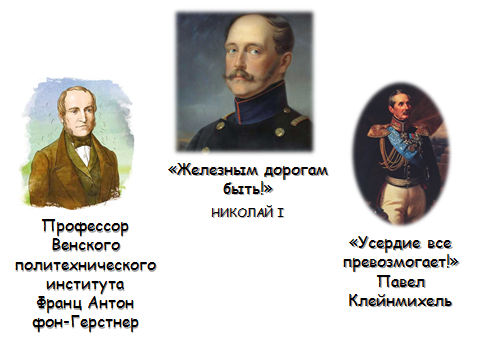 «Железным дорогам
быть!»
НИКОЛАЙ I
Профессор
Венского
политехнического
института
Франц Антон
фон-Герстнер
«Усердие все
превозмогает!»
Павел
Клейнмихель